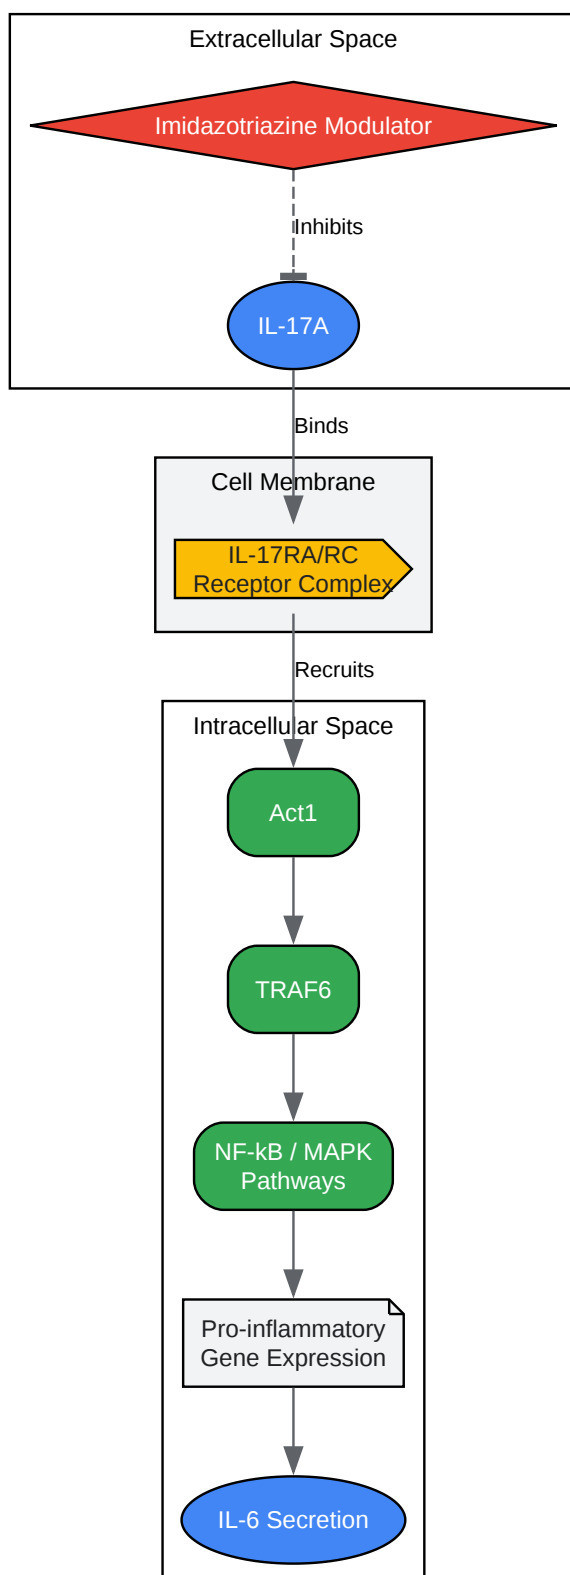 Extracellular Space
Imidazotriazine Modulator
Inhibits
IL-17A
Binds
Cell Membrane
IL-17RA/RC
Receptor Complex
Recruits
Intracellular Space
Act1
TRAF6
NF-kB / MAPK
Pathways
Pro-inflammatory
Gene Expression
IL-6 Secretion